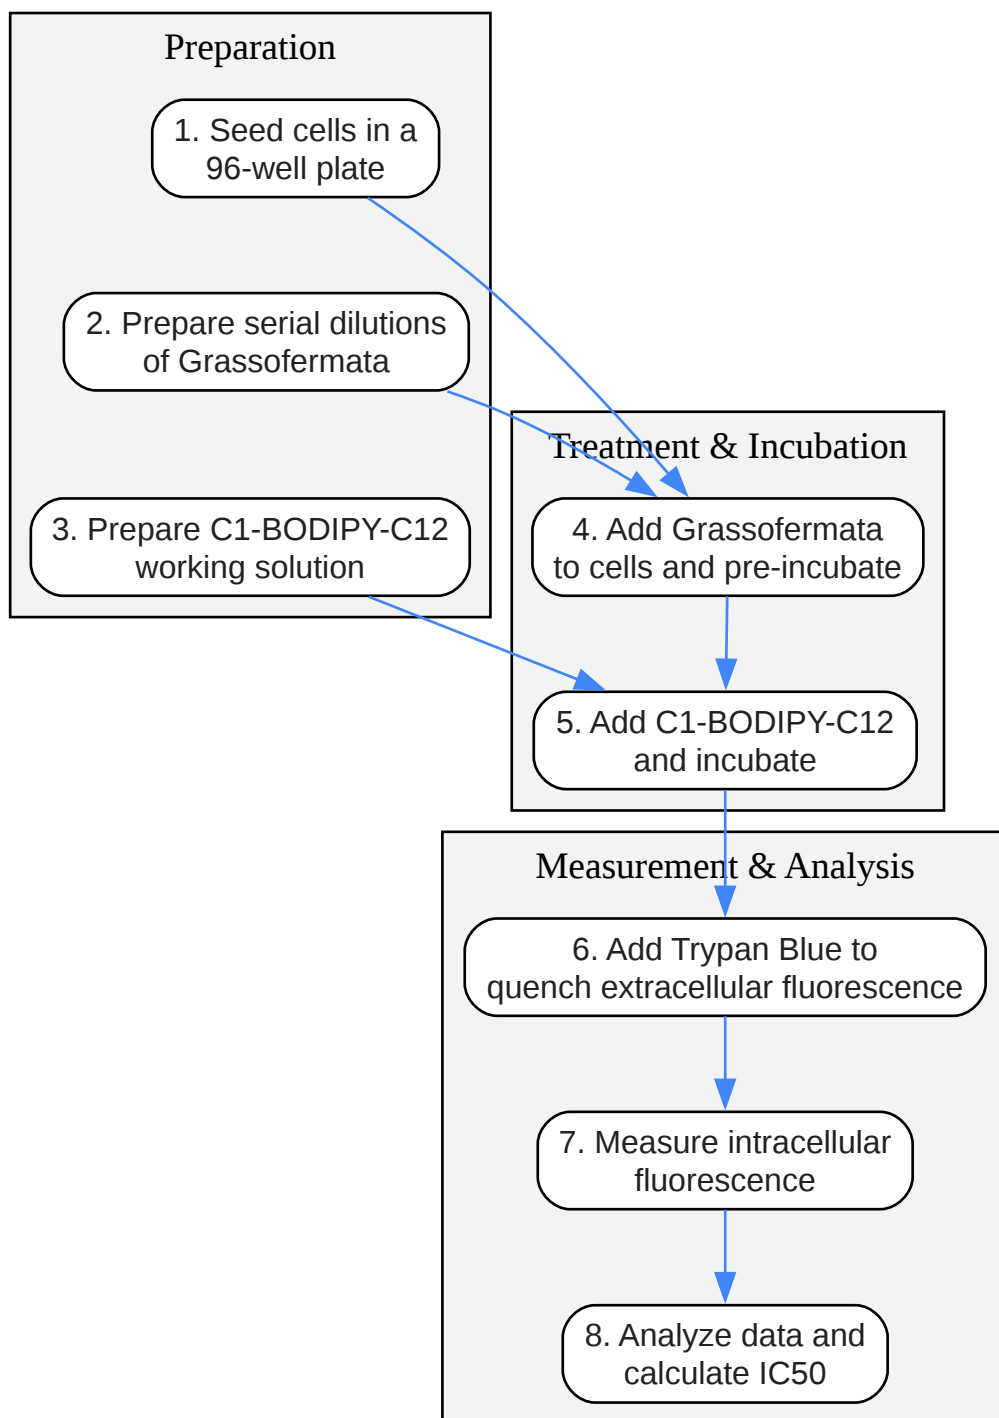 Preparation
1. Seed cells in a
96-well plate
2. Prepare serial dilutions
of Grassofermata
3. Prepare C1-BODIPY-C12
working solution
Treatment & Incubation
4. Add Grassofermata
to cells and pre-incubate
5. Add C1-BODIPY-C12
and incubate
Measurement & Analysis
6. Add Trypan Blue to
quench extracellular fluorescence
7. Measure intracellular
fluorescence
8. Analyze data and
calculate IC50